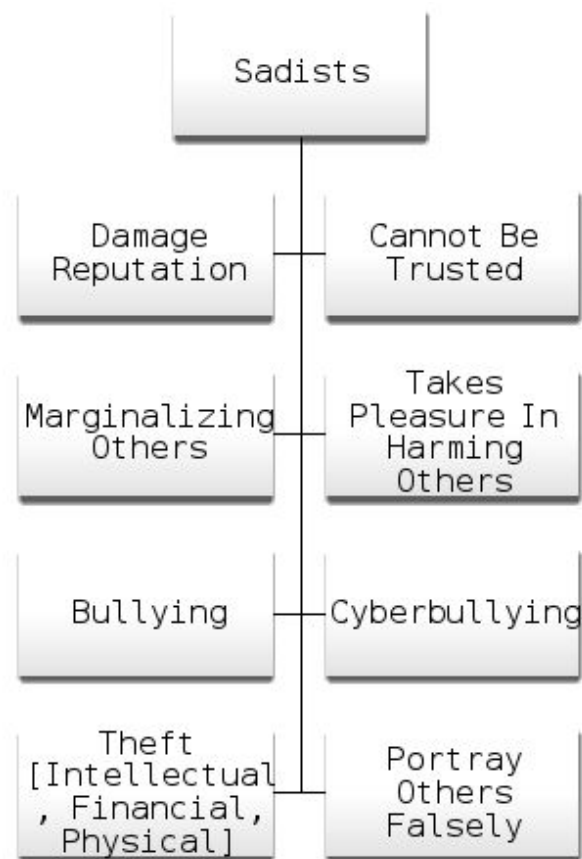 Sadists
Damage
Reputation
Cannot Be
Trusted
Marginalizing
Others
Takes
Pleasure In
Harming
Others
Bullying
Cyberbullying
Theft
[Intellectual
, Financial,
Physical]
Portray
Others
Falsely